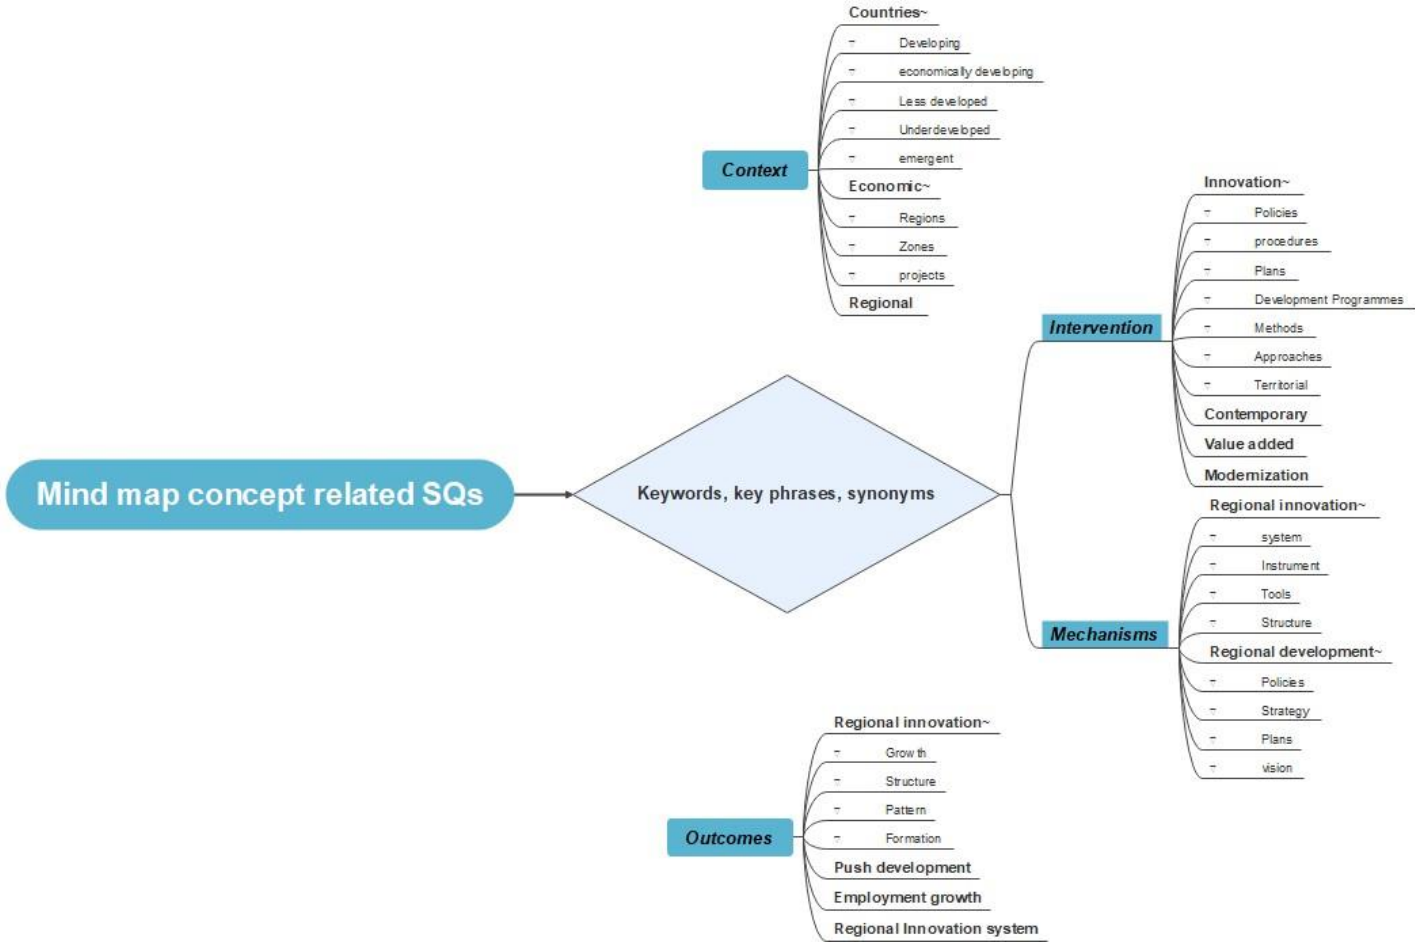 Mind map concept related SQs
Keywords, key phrases, synonyms
Context
Countries~
- Developing
- economically developing
- Less developed
- Underdeveloped
- emergent
Economic~
- Regions
- Zones
- projects
Regional
Intervention
Innovation~
- Policies
- procedures
- Plans
- Development Programmes
- Methods
- Approaches
- Territorial
Contemporary
Value added
Modernization
Mechanisms
Regional innovation~
- system
- Instrument
- Tools
- Structure
Regional development~
- Policies
- Strategy
- Plans
- vision
Outcomes
Regional innovation~
- Growth
- Structure
- Pattern
- Formation
Push development
Employment growth
Regional Innovation system